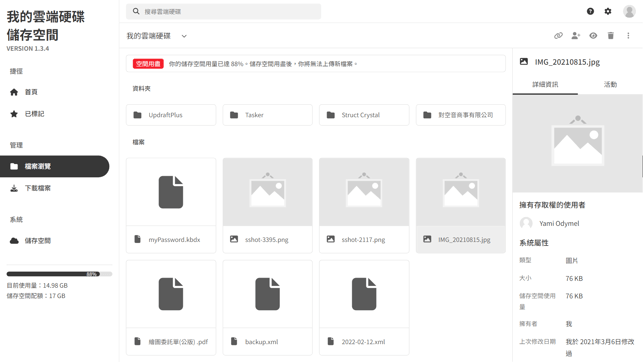 我的雲端硬碟
儲存空間
VERSION 1.3.4
捷徑
首頁
已標記
管理
檔案瀏覽
下載檔案
系統
儲存空間
88%
目前使用量：14.98 GB
儲存空間配額：17 GB
搜尋雲端硬碟
我的雲端硬碟
空間用盡 你的儲存空間用量已達 88%。儲存空間用盡後，你將無法上傳新檔案。
資料夾
UpdraftPlus
Tasker
Struct Crystal
對空音商事有限公司
檔案
myPassword.kbdx
sshot-3395.png
sshot-2117.png
IMG_20210815.jpg
繪圖委託單(公版) .pdf
backup.xml
2022-02-12.xml
IMG_20210815.jpg
詳細資訊
活動
擁有存取權的使用者
Yami Odymel
系統屬性
類型 圖片
大小 76 KB
儲存空間使用量 76 KB
擁有者 我
上次修改日期 我於 2021年3月6日修改過